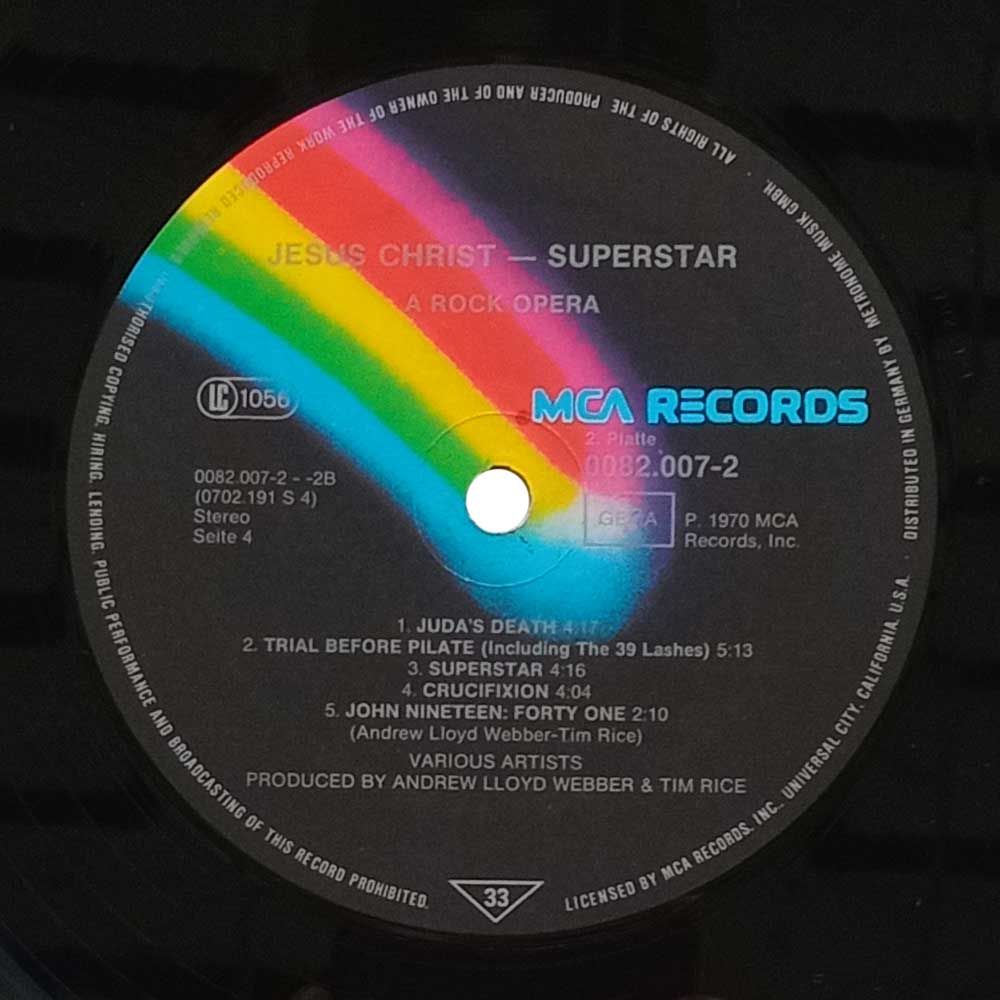 JESUS CHRIST — SUPERSTAR
A ROCK OPERA
LC 1056
MCA RECORDS
2. Platte
0082.007-2
0082.007-2 - -2B
(0702.191 S 4)
Stereo
Seite 4
GEMA
P. 1970 MCA
Records, Inc.
1. JUDA'S DEATH 4:17
2. TRIAL BEFORE PILATE (Including The 39 Lashes) 5:13
3. SUPERSTAR 4:16
4. CRUCIFIXION 4:04
5. JOHN NINETEEN: FORTY ONE 2:10
(Andrew Lloyd Webber-Tim Rice)
VARIOUS ARTISTS
PRODUCED BY ANDREW LLOYD WEBBER & TIM RICE
33
ALL RIGHTS OF THE PRODUCER AND OF THE OWNER OF THE WORK REPRODUCED RESERVED. UNAUTHORISED COPYING, HIRING, LENDING, PUBLIC PERFORMANCE AND BROADCASTING OF THIS RECORD PROHIBITED.
LICENSED BY MCA RECORDS, INC., UNIVERSAL CITY, CALIFORNIA, U.S.A. · DISTRIBUTED IN GERMANY BY METRONOME MUSIK GMBH.